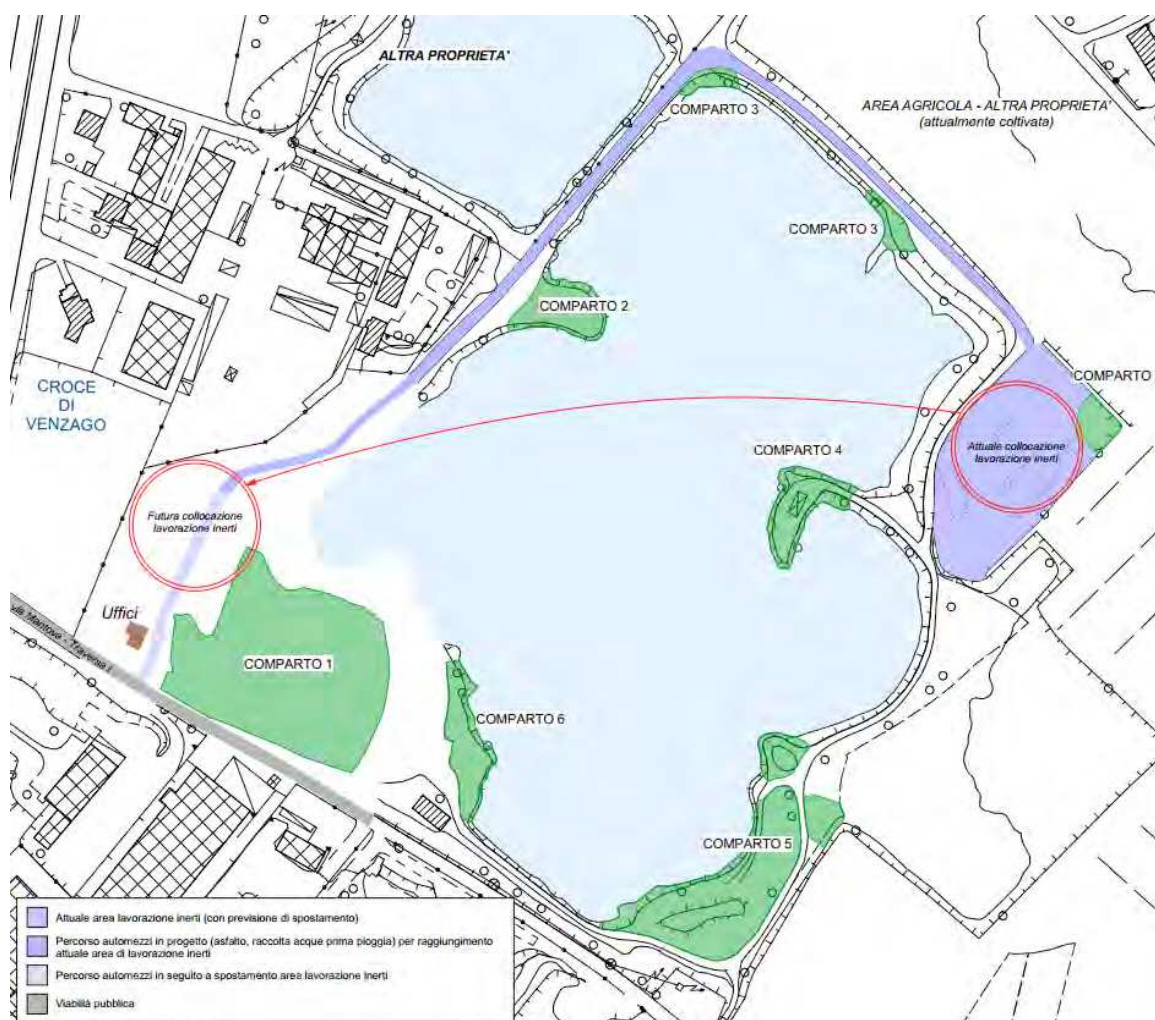 ALTRA PROPRIETA'
COMPARTO 3
AREA AGRICOLA - ALTRA PROPRIETA'
(attualmente coltivata)
COMPARTO 3
COMPARTO 2
CROCE
DI
VENZAGO
COMPARTO
Attuale collocazione
lavorazione inerti
COMPARTO 4
Futura collocazione
lavorazione inerti
Uffici
via Mantova - Traversa I
COMPARTO 1
COMPARTO 6
COMPARTO 5
Attuale area lavorazione inerti (con previsione di spostamento)
Percorso automezzi in progetto (asfalto, raccolta acque prima pioggia) per raggiungimento
attuale area di lavorazione inerti
Percorso automezzi in seguito a spostamento area lavorazione inerti
Viabilità pubblica